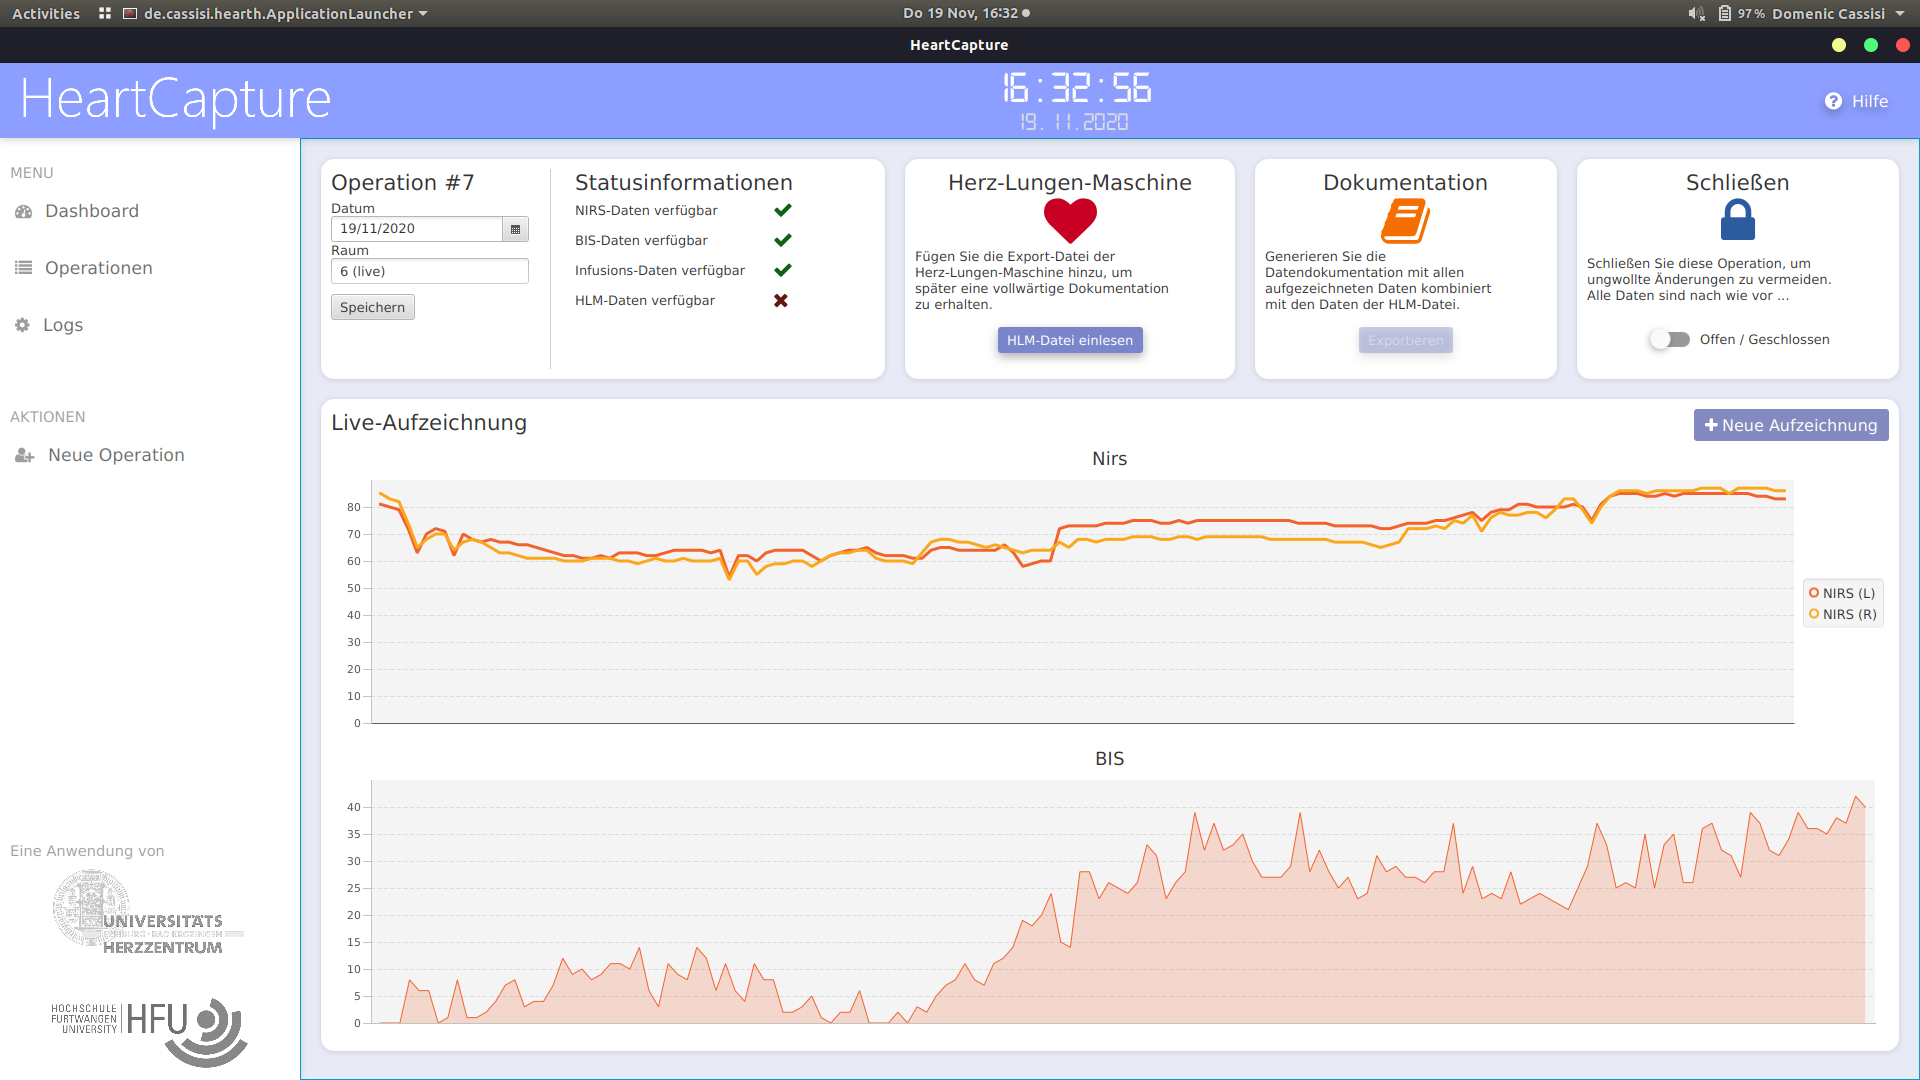 Activities
de.cassisi.hearth.ApplicationLauncher
Do 19 Nov, 16:32
97%
Domenic Cassisi
HeartCapture
HeartCapture
16:32:56
19. 11.2020
Hilfe
MENU
Dashboard
Operationen
Logs
AKTIONEN
Neue Operation
Eine Anwendung von
UNIVERSITÄTS
HERZZENTRUM
HOCHSCHULE
FURTWANGEN
UNIVERSITY
HFU
Operation #7
Datum
19/11/2020
Raum
6 (live)
Speichern
Statusinformationen
NIRS-Daten verfügbar
BIS-Daten verfügbar
Infusions-Daten verfügbar
HLM-Daten verfügbar
Herz-Lungen-Maschine
Fügen Sie die Export-Datei der
Herz-Lungen-Maschine hinzu, um
später eine vollwärtige Dokumentation
zu erhalten.
HLM-Datei einlesen
Dokumentation
Generieren Sie die
Datendokumentation mit allen
aufgezeichneten Daten kombiniert
mit den Daten der HLM-Datei.
Exportieren
Schließen
Schließen Sie diese Operation, um
ungwollte Änderungen zu vermeiden.
Alle Daten sind nach wie vor ...
Offen / Geschlossen
Live-Aufzeichnung
Neue Aufzeichnung
Nirs
80
70
60
50
40
30
20
10
0
NIRS (L)
NIRS (R)
BIS
40
35
30
25
20
15
10
5
0